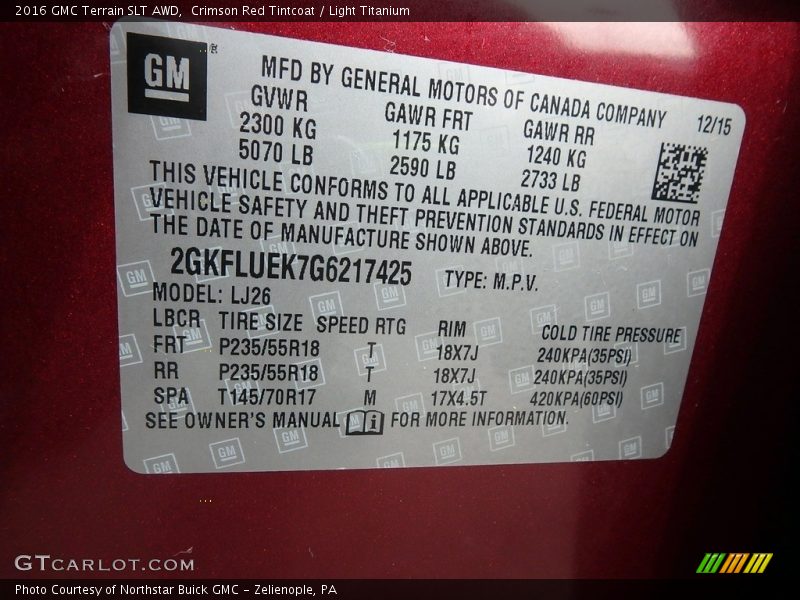 2016 GMC Terrain SLT AWD,  Crimson Red Tintcoat / Light Titanium
GM
MFD BY GENERAL MOTORS OF CANADA COMPANY 12/15
GVWR GAWR FRT GAWR RR
2300 KG 1175 KG 1240 KG
5070 LB 2590 LB 2733 LB
THIS VEHICLE CONFORMS TO ALL APPLICABLE U.S. FEDERAL MOTOR
VEHICLE SAFETY AND THEFT PREVENTION STANDARDS IN EFFECT ON
THE DATE OF MANUFACTURE SHOWN ABOVE.
2GKFLUEK7G6217425 TYPE: M.P.V.
MODEL: LJ26
LBCR TIRE SIZE SPEED RTG RIM COLD TIRE PRESSURE
FRT P235/55R18 T 18X7J 240KPA(35PSI)
RR P235/55R18 T 18X7J 240KPA(35PSI)
SPA T145/70R17 M 17X4.5T 420KPA(60PSI)
SEE OWNER'S MANUAL FOR MORE INFORMATION.
GTCARLOT.COM
Photo Courtesy of Northstar Buick GMC - Zelienople, PA